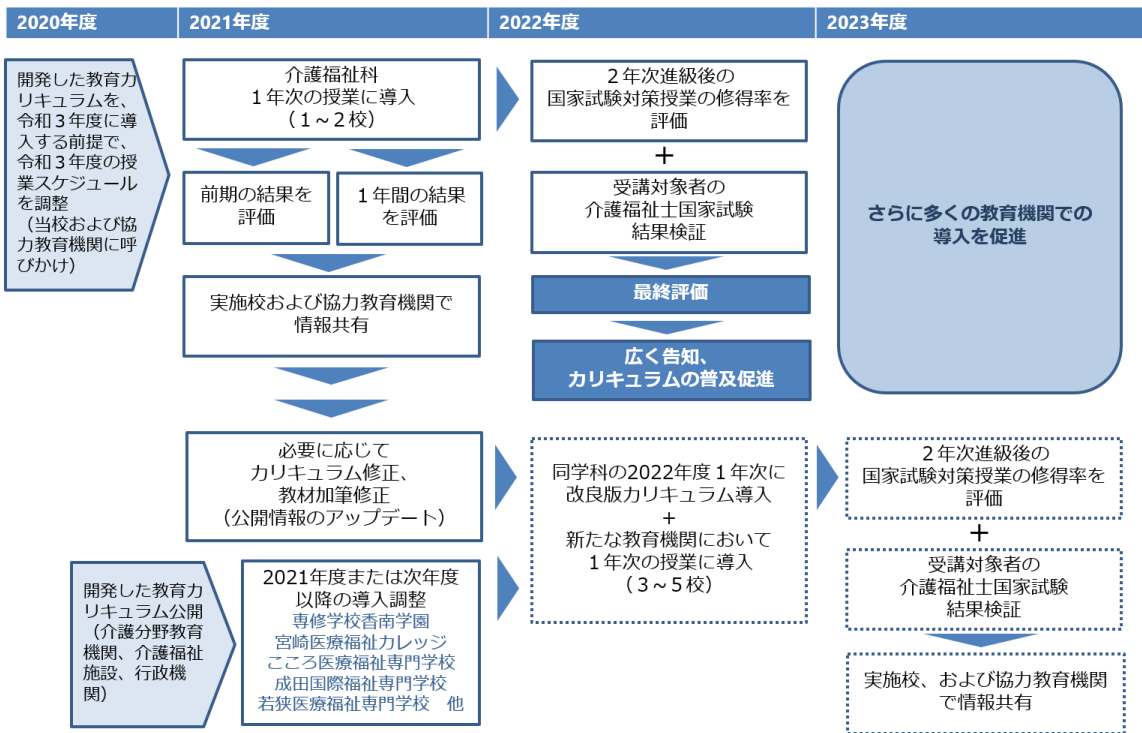 2020年度
2021年度
2022年度
2023年度
開発した教育カ
リキュラムを、
令和３年度に導
入する前提で、
令和３年度の授
業スケジュール
を調整
（当校および協
力教育機関に呼
びかけ）
介護福祉科
１年次の授業に導入
（１～２校）
前期の結果を
評価
１年間の結果
を評価
実施校および協力教育機関で
情報共有
必要に応じて
カリキュラム修正、
教材加筆修正
（公開情報のアップデート）
開発した教育カ
リキュラム公開
（介護分野教育
機関、介護福祉
施設、行政機
関）
2021年度または次年度
以降の導入調整
専修学校香南学園
宮崎医療福祉カレッジ
こころ医療福祉専門学校
成田国際福祉専門学校
若狭医療福祉専門学校　他
２年次進級後の
国家試験対策授業の修得率を
評価
+
受講対象者の
介護福祉士国家試験
結果検証
最終評価
広く告知、
カリキュラムの普及促進
同学科の2022年度１年次に
改良版カリキュラム導入
+
新たな教育機関において
１年次の授業に導入
（３～５校）
さらに多くの教育機関での
導入を促進
２年次進級後の
国家試験対策授業の修得率を
評価
+
受講対象者の
介護福祉士国家試験
結果検証
実施校、および協力教育機関
で情報共有